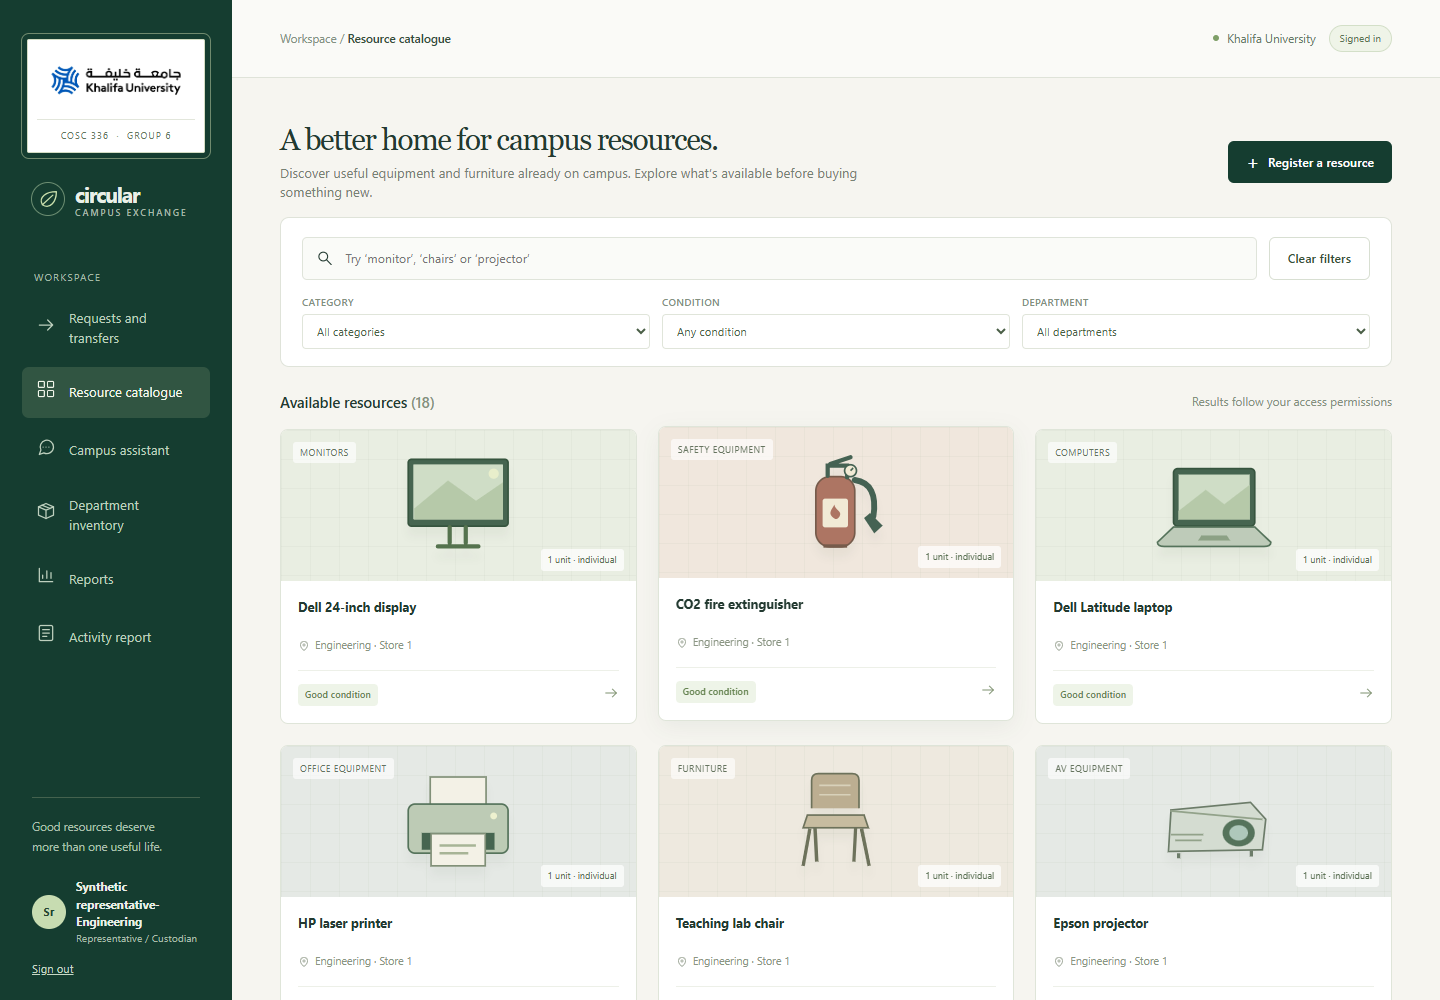 جامعة خليفة
Khalifa University
COSC 336 · GROUP 6
circular
CAMPUS EXCHANGE
WORKSPACE
Requests and
transfers
Resource catalogue
Campus assistant
Department
inventory
Reports
Activity report
Good resources deserve
more than one useful life.
Sr
Synthetic
representative-
Engineering
Representative / Custodian
Sign out
Workspace / Resource catalogue
Khalifa University
Signed in
A better home for campus resources.
Discover useful equipment and furniture already on campus. Explore what's available before buying
something new.
+ Register a resource
Try 'monitor', 'chairs' or 'projector'
Clear filters
CATEGORY
CONDITION
DEPARTMENT
All categories
Any condition
All departments
Available resources (18)
Results follow your access permissions
MONITORS
1 unit · individual
Dell 24-inch display
Engineering · Store 1
Good condition
SAFETY EQUIPMENT
1 unit · individual
CO2 fire extinguisher
Engineering · Store 1
Good condition
COMPUTERS
1 unit · individual
Dell Latitude laptop
Engineering · Store 1
Good condition
OFFICE EQUIPMENT
1 unit · individual
HP laser printer
Engineering · Store 1
FURNITURE
1 unit · individual
Teaching lab chair
Engineering · Store 1
AV EQUIPMENT
1 unit · individual
Epson projector
Engineering · Store 1